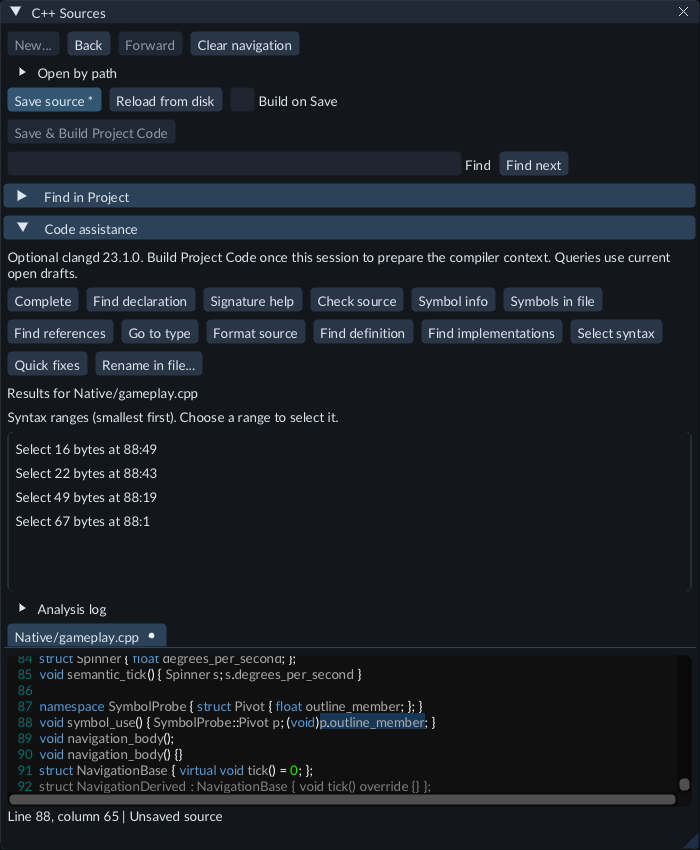 C++ Sources
New... Back Forward Clear navigation
Open by path
Save source * Reload from disk Build on Save
Save & Build Project Code
Find Find next
Find in Project
Code assistance
Optional clangd 23.1.0. Build Project Code once this session to prepare the compiler context. Queries use current
open drafts.
Complete Find declaration Signature help Check source Symbol info Symbols in file
Find references Go to type Format source Find definition Find implementations Select syntax
Quick fixes Rename in file...
Results for Native/gameplay.cpp
Syntax ranges (smallest first). Choose a range to select it.
Select 16 bytes at 88:49
Select 22 bytes at 88:43
Select 49 bytes at 88:19
Select 67 bytes at 88:1
Analysis log
Native/gameplay.cpp
84 struct Spinner { float degrees_per_second; };
85 void semantic_tick() { Spinner s; s.degrees_per_second }
86
87 namespace SymbolProbe { struct Pivot { float outline_member; }; }
88 void symbol_use() { SymbolProbe::Pivot p; (void)p.outline_member; }
89 void navigation_body();
90 void navigation_body() {}
91 struct NavigationBase { virtual void tick() = 0; };
92 struct NavigationDerived : NavigationBase { void tick() override {} };
Line 88, column 65 | Unsaved source